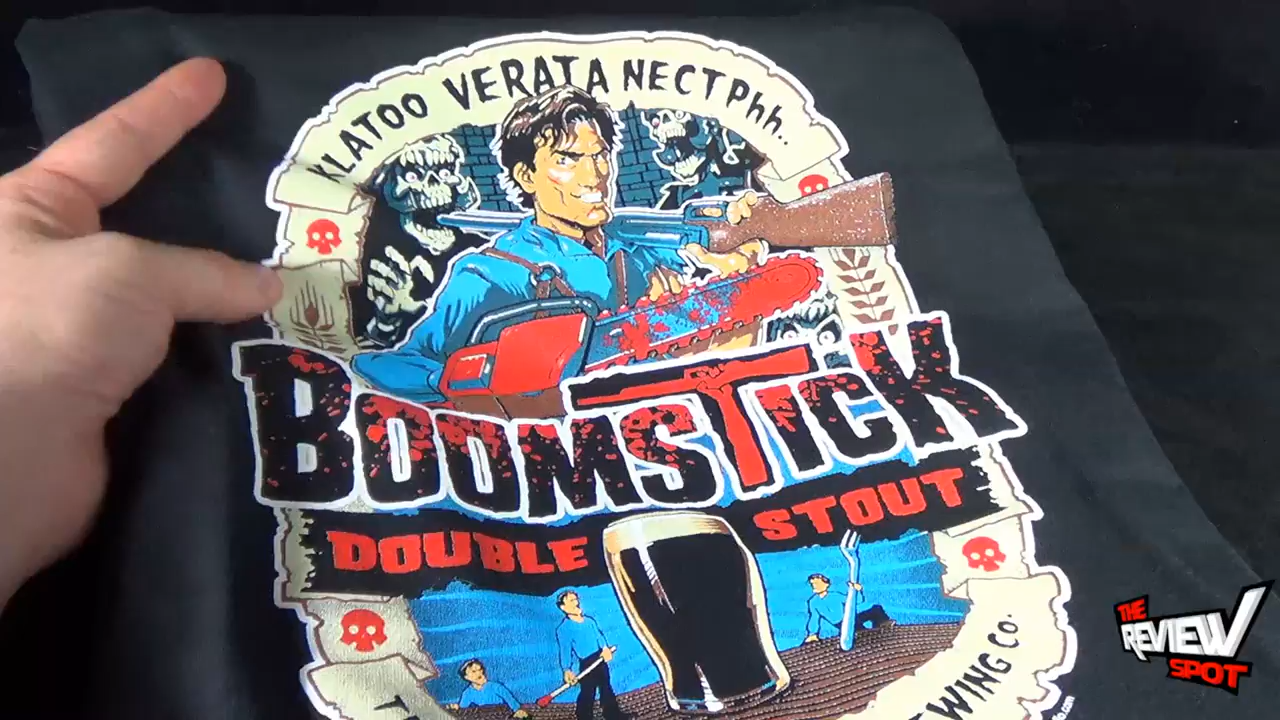 KLATOO VERATA NECTPhh.
BOOMSTICK
DOUBLE STOUT
WING CO.
THE
REVIEW
SPOT